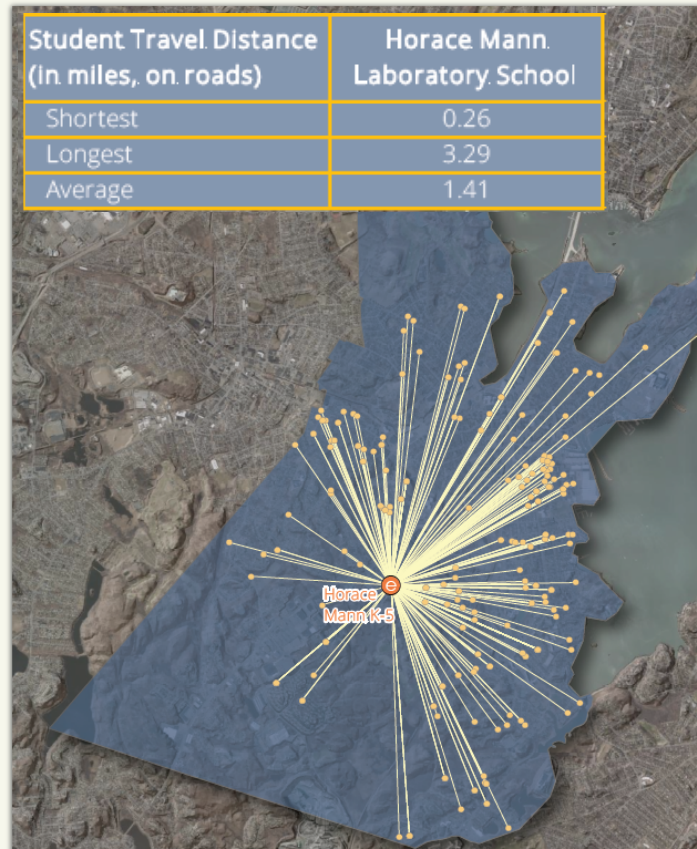 Student Travel Distance
(in miles, on roads)
Horace Mann
Laboratory School
Shortest 0.26
Longest 3.29
Average 1.41
Horace
Mann K-5
e